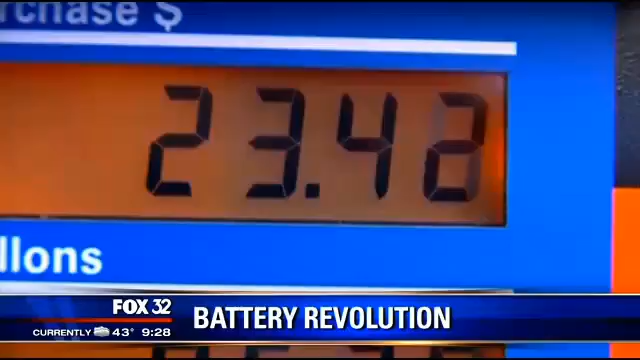 rchase $
23.42
llons
FOX 32
BATTERY REVOLUTION
CURRENTLY 43° 9:28